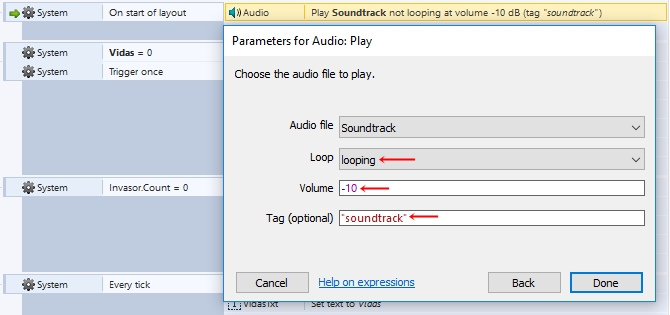 System On start of layout Audio Play Soundtrack not looping at volume -10 dB (tag "soundtrack")
System Vidas = 0
System Trigger once
System Invasor.Count = 0
System Every tick
Parameters for Audio: Play
Choose the audio file to play.
Audio file Soundtrack
Loop looping
Volume -10
Tag (optional) "soundtrack"
Cancel Help on expressions Back Done
VidasTxt Set text to Vidas